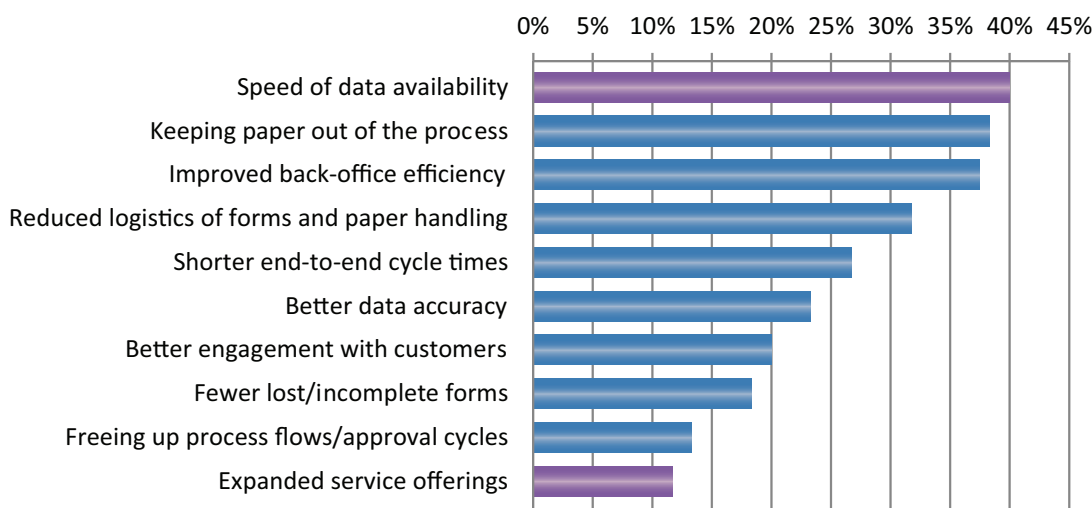 0% 5% 10% 15% 20% 25% 30% 35% 40% 45%
Speed of data availability
Keeping paper out of the process
Improved back-office efficiency
Reduced logistics of forms and paper handling
Shorter end-to-end cycle times
Better data accuracy
Better engagement with customers
Fewer lost/incomplete forms
Freeing up process flows/approval cycles
Expanded service offerings